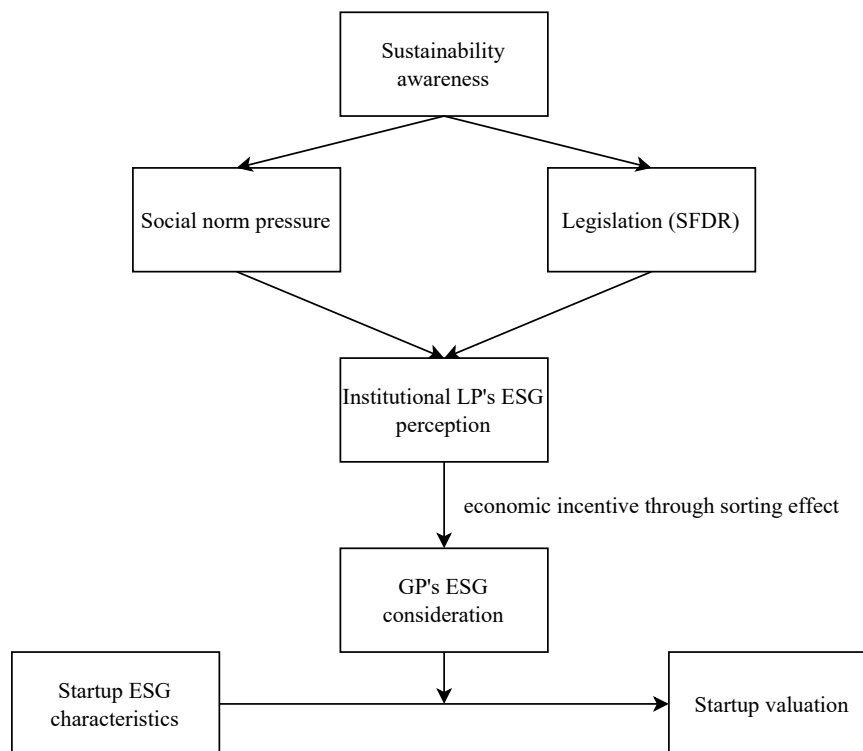 Sustainability
awareness
Social norm pressure
Legislation (SFDR)
Institutional LP's ESG
perception
economic incentive through sorting effect
GP's ESG
consideration
Startup ESG
characteristics
Startup valuation